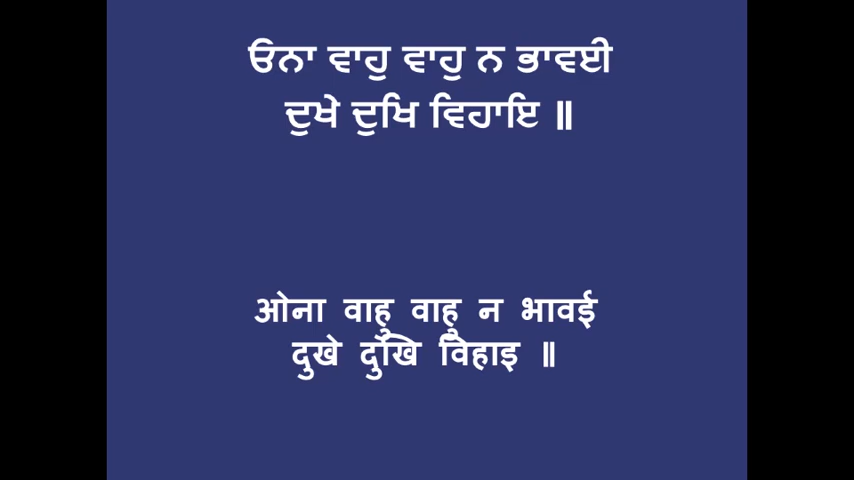 ਓਨਾ ਵਾਹੁ ਵਾਹੁ ਨ ਭਾਵਈ
ਦੁਖੇ ਦੁਖਿ ਵਿਹਾਇ ॥
ओना वाहु वाहु न भावई
दुखे दुखि विहाइ ॥